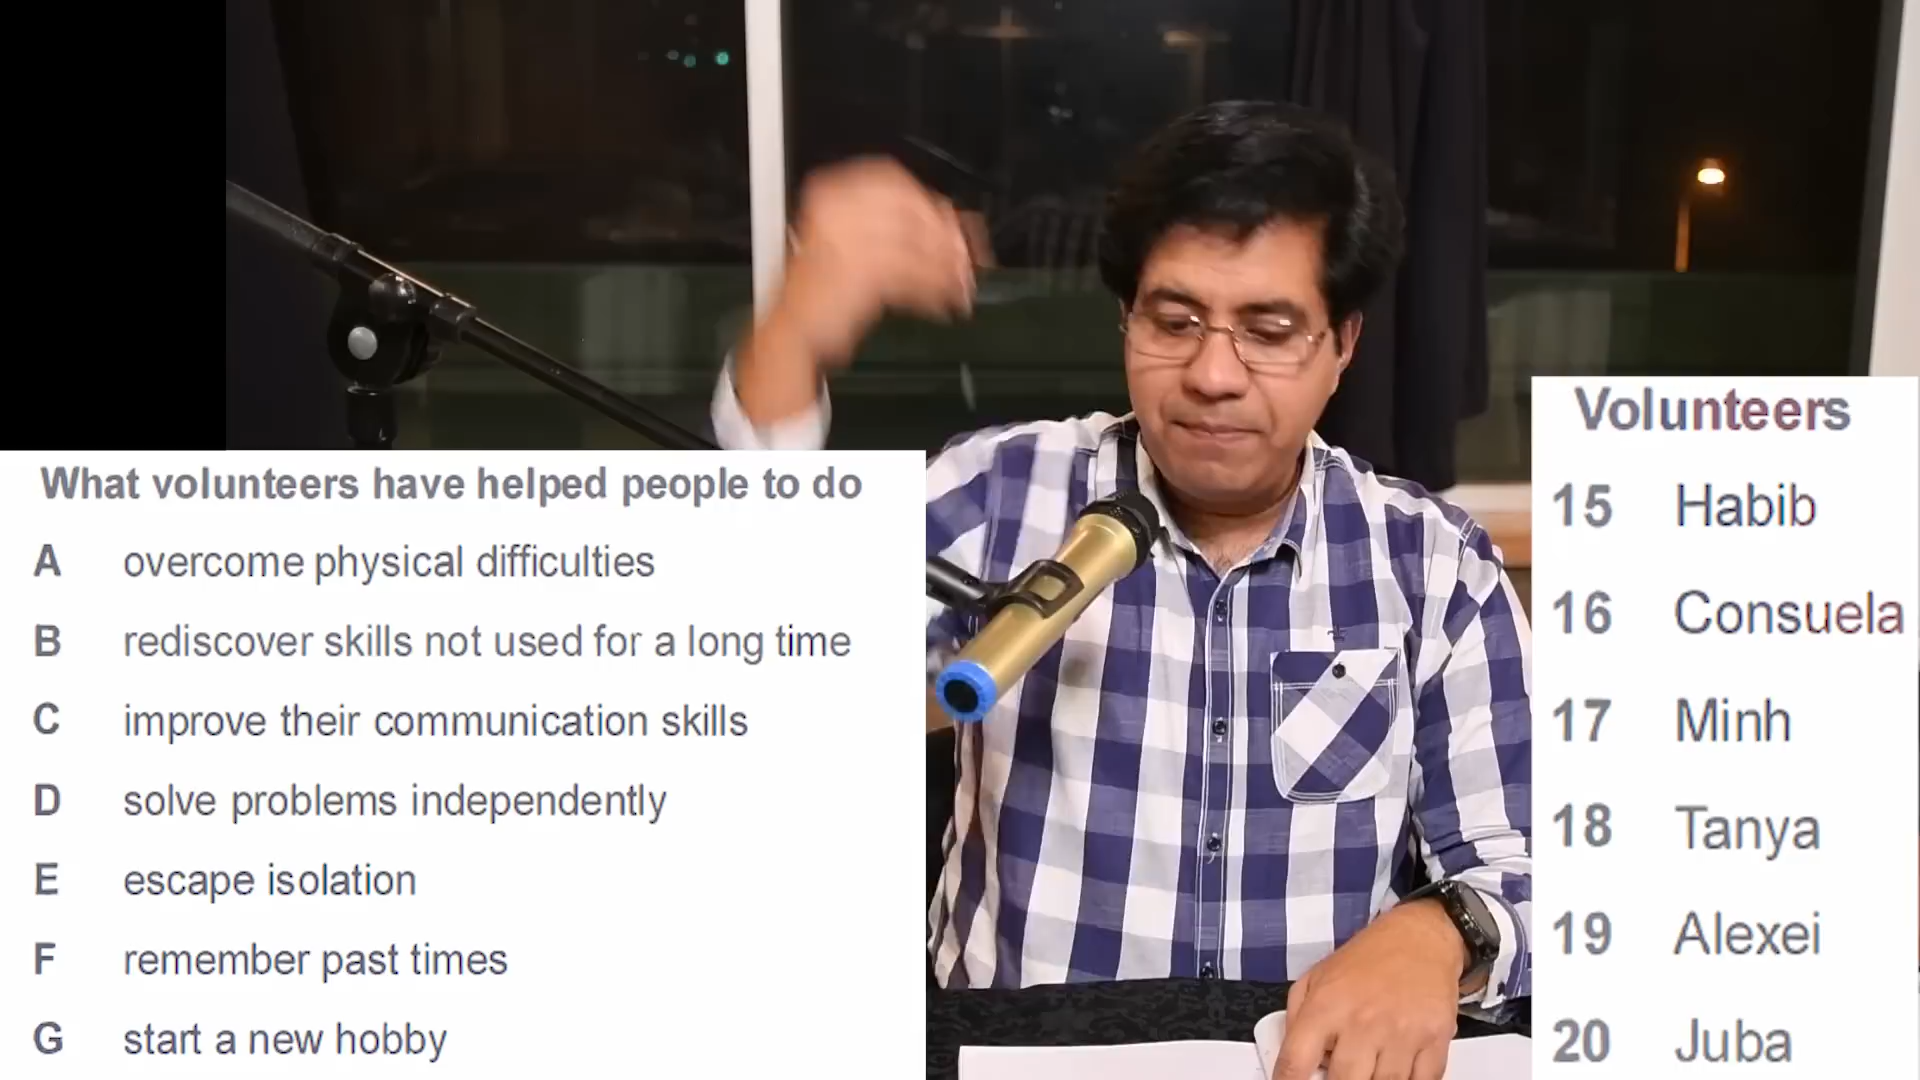 What volunteers have helped people to do
A overcome physical difficulties
B rediscover skills not used for a long time
C improve their communication skills
D solve problems independently
E escape isolation
F remember past times
G start a new hobby
Volunteers
15 Habib
16 Consuela
17 Minh
18 Tanya
19 Alexei
20 Juba